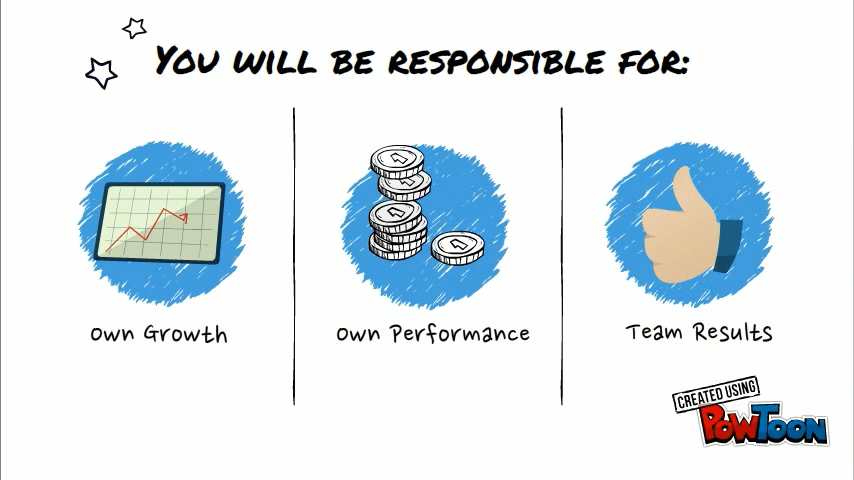 You will be responsible for:
Own Growth
Own Performance
Team Results
CREATED USING
PowToon